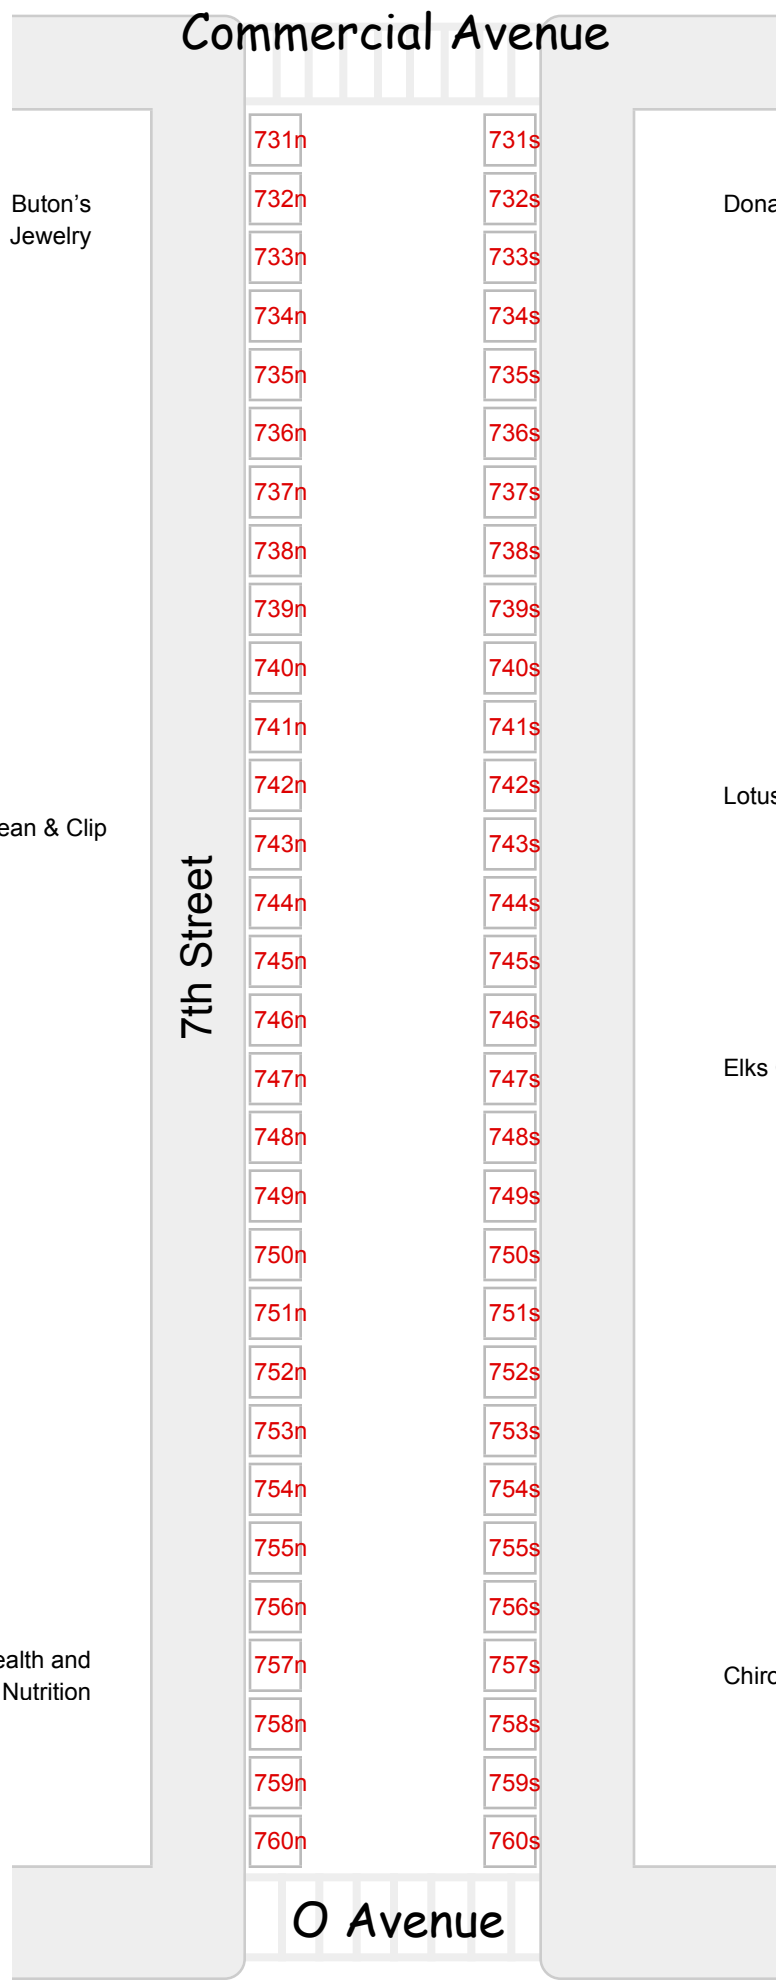 Commercial Avenue
731n 731s
Buton’s
732n 732s
Jewelry
733n 733s
734n 734s
735n 735s
736n 736s
737n 737s
738n 738s
739n 739s
740n 740s
741n 741s
742n 742s
& Clip
743n 743s
7th Street
744n 744s
745n 745s
746n 746s
747n 747s
Elks
748n 748s
749n 749s
750n 750s
751n 751s
752n 752s
753n 753s
754n 754s
755n 755s
756n 756s
and
Nutrition
757n 757s
758n 758s
759n 759s
760n 760s
O Avenue